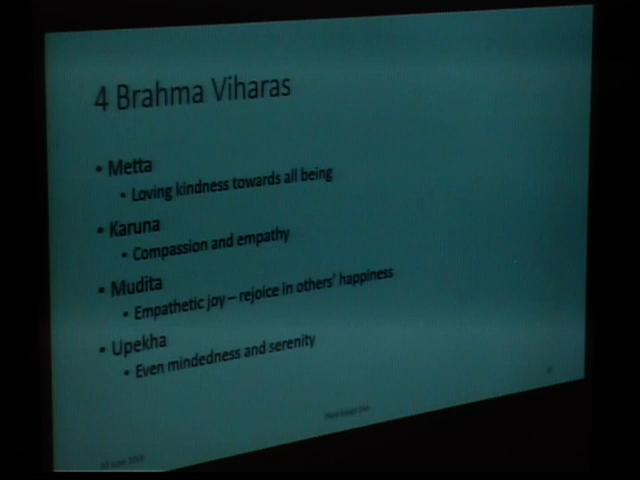 4 Brahma Viharas
• Metta
• Loving kindness towards all being
• Karuna
• Compassion and empathy
• Mudita
• Empathetic joy – rejoice in others' happiness
• Upekha
• Even mindedness and serenity